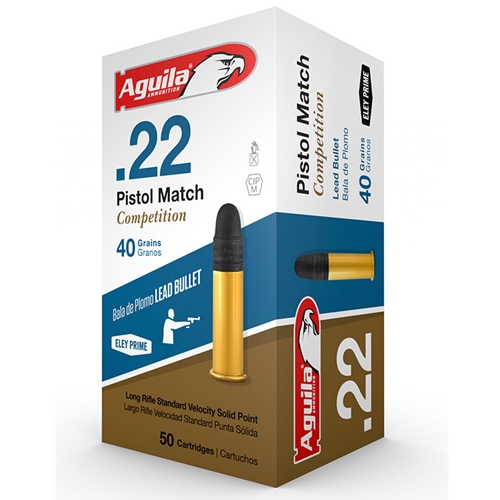 Aguila
AMMUNITION
.22
Pistol Match
Competition
40 Grains
Granos
Bala de Plomo LEAD BULLET
ELEY PRIME
Long Rifle Standard Velocity Solid Point
Largo Rifle Velocidad Standard Punta Sólida
50 Cartridges | Cartuchos
CIP
M
Pistol Match
Competition
Lead Bullet
Bala de Plomo
40 Grains
Granos
ELEY PRIME
Aguila
AMMUNITION
.22